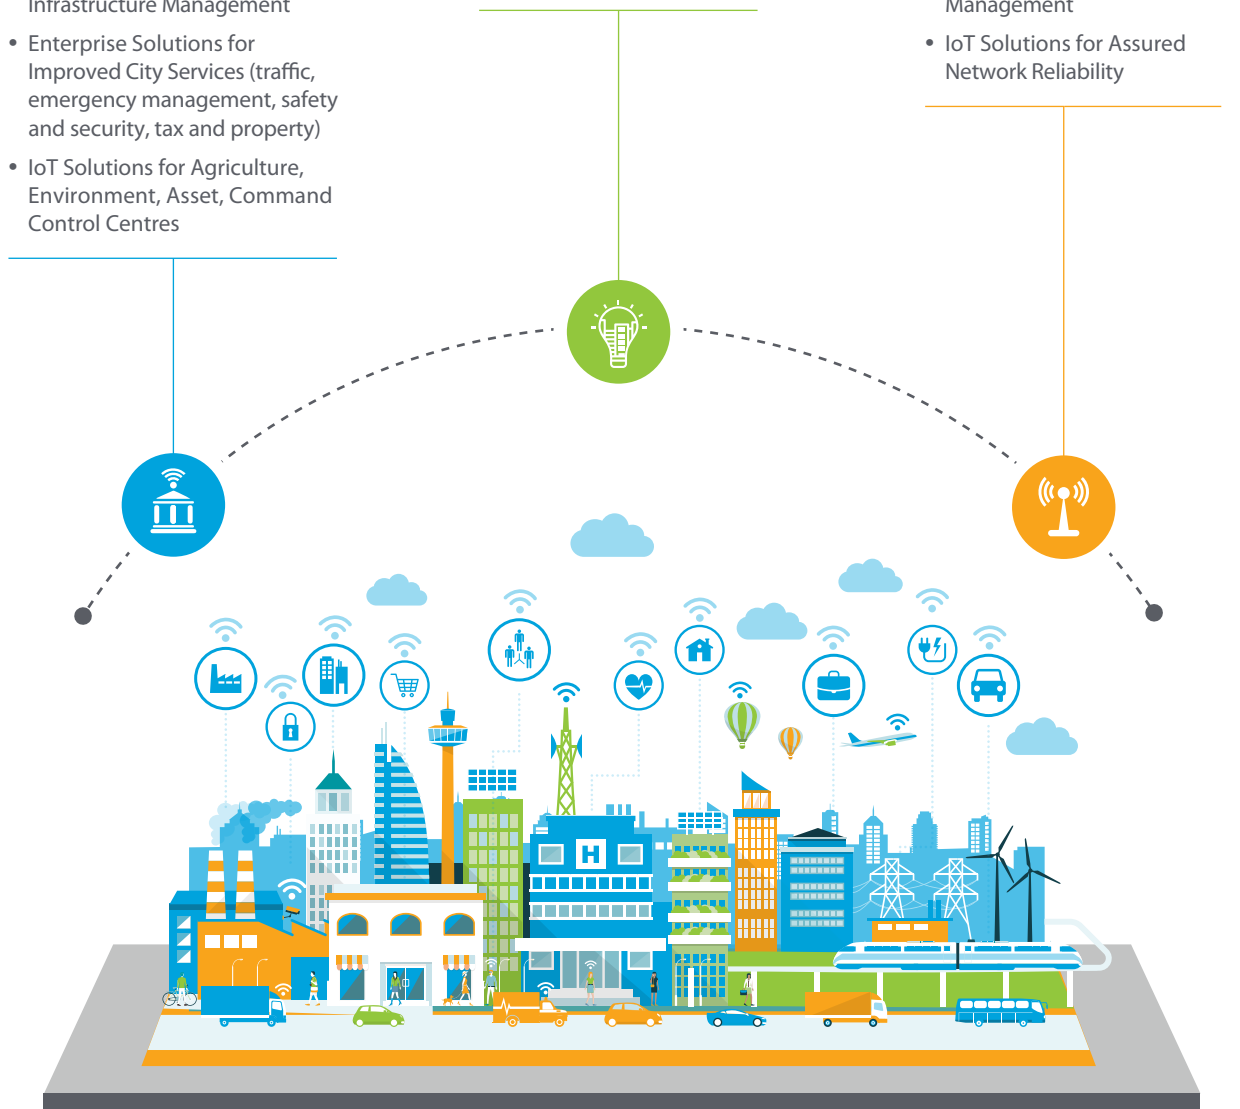 Infrastructure Management
• Enterprise Solutions for
Improved City Services (traffic,
emergency management, safety
and security, tax and property)
• IoT Solutions for Agriculture,
Environment, Asset, Command
Control Centres
Management
• IoT Solutions for Assured
Network Reliability
H